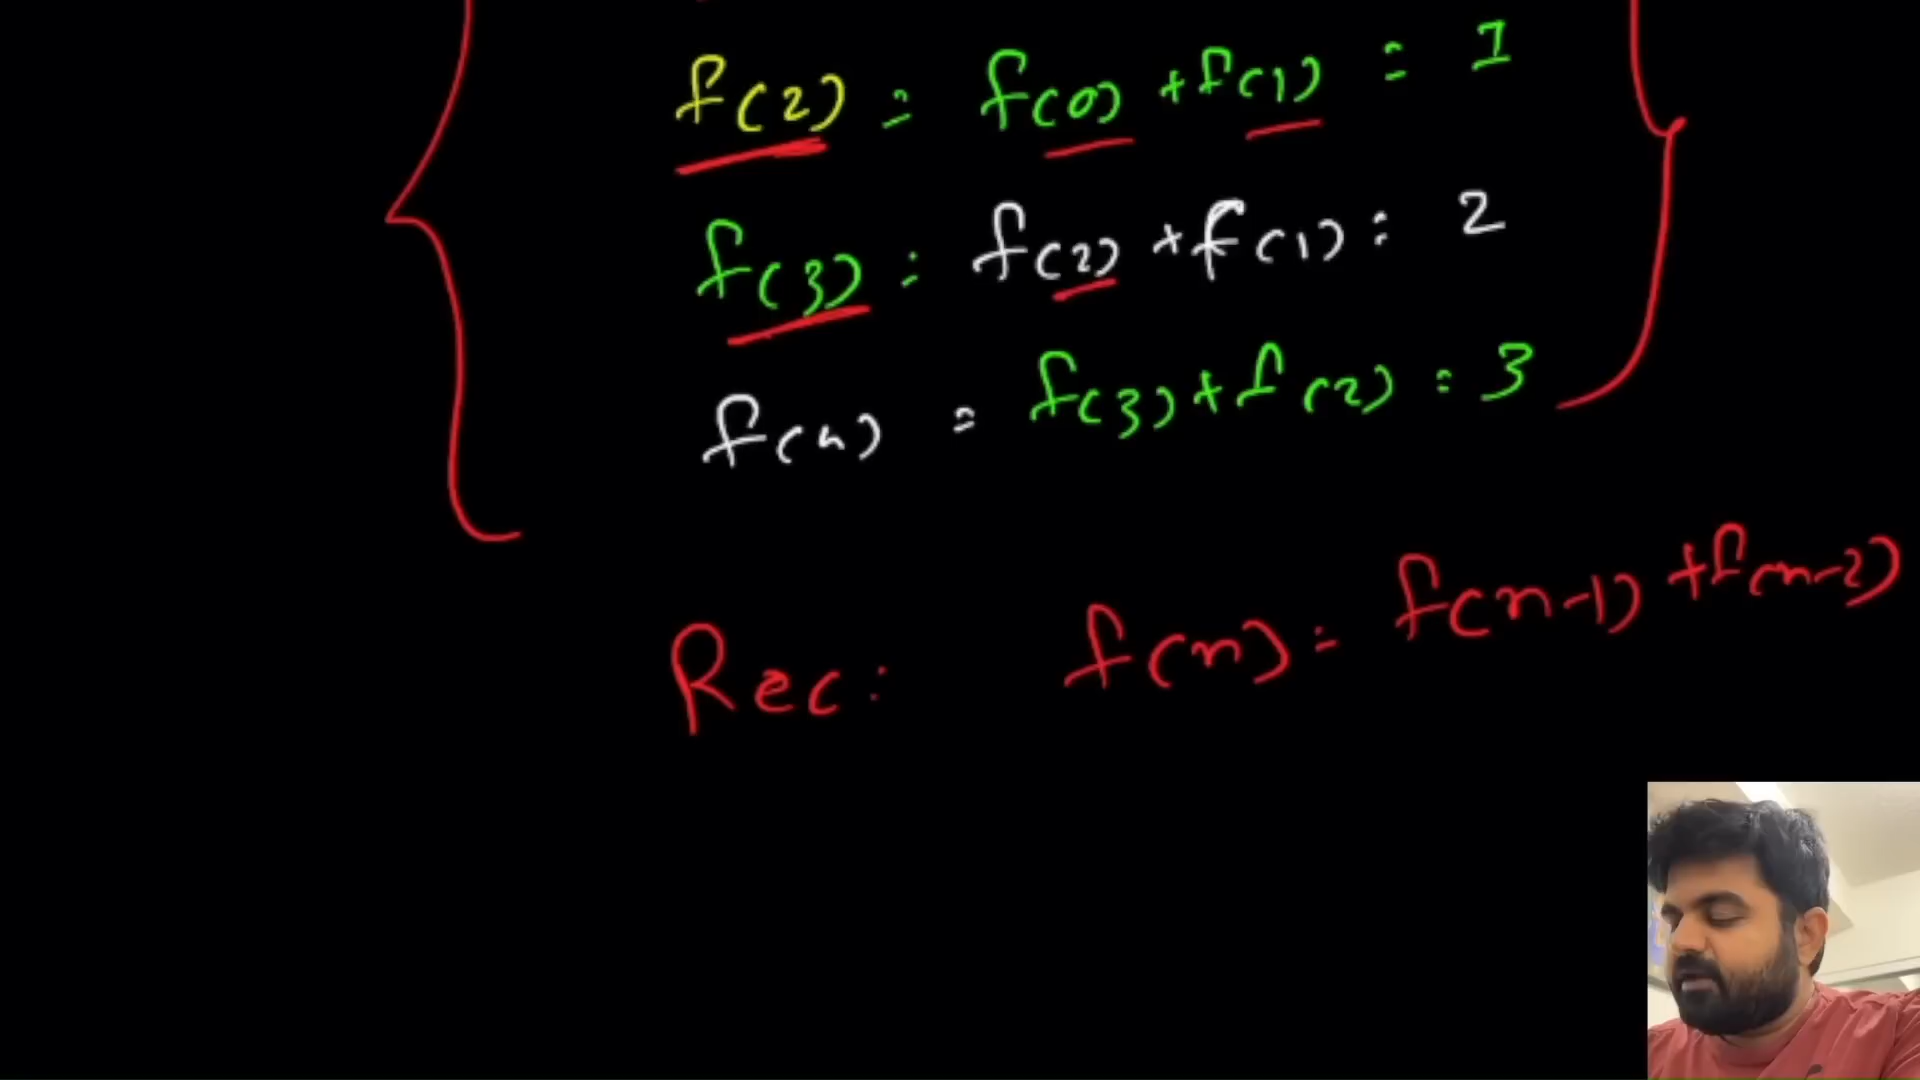 f(2) = f(0) + f(1) = 1
f(3) = f(2) + f(1) = 2
f(4) = f(3) + f(2) = 3
Rec: f(n) = f(n-1) + f(n-2)